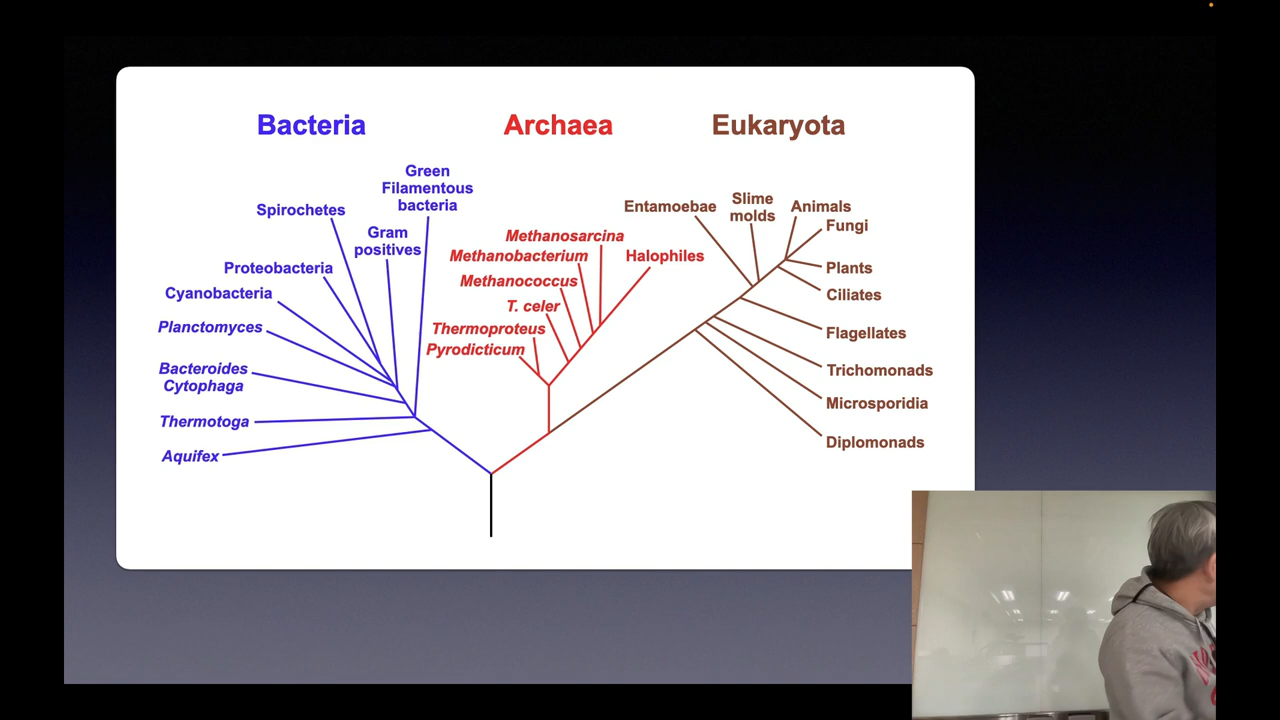 Bacteria
Archaea
Eukaryota
Green
Filamentous
bacteria
Spirochetes
Gram
positives
Proteobacteria
Cyanobacteria
Planctomyces
Bacteroides
Cytophaga
Thermotoga
Aquifex
Methanosarcina
Methanobacterium
Halophiles
Methanococcus
T. celer
Thermoproteus
Pyrodicticum
Entamoebae
Slime
molds
Animals
Fungi
Plants
Ciliates
Flagellates
Trichomonads
Microsporidia
Diplomonads